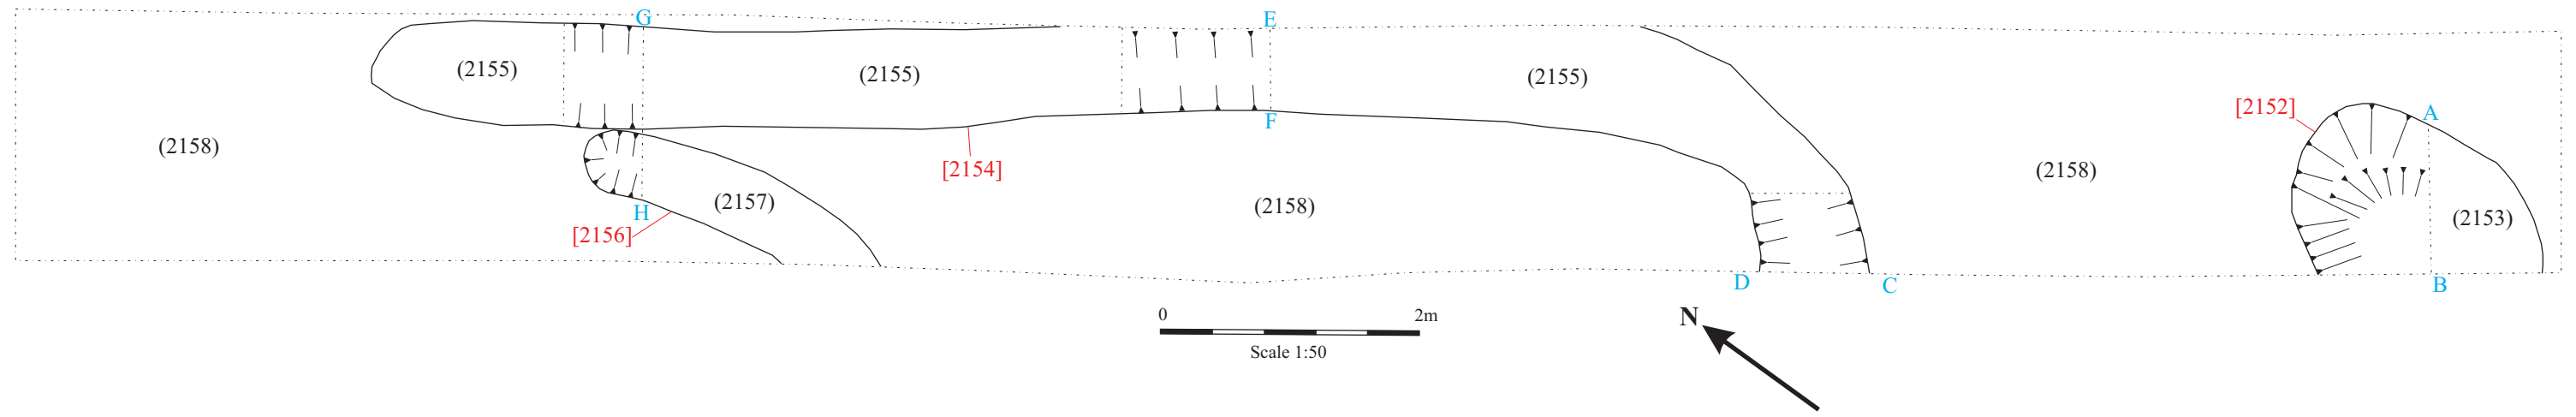 G
E
(2155)
(2155)
(2155)
[2152]
A
F
(2158)
[2154]
(2158)
(2157)
H
(2158)
(2153)
[2156]
D
C
B
0
2m
N
Scale 1:50